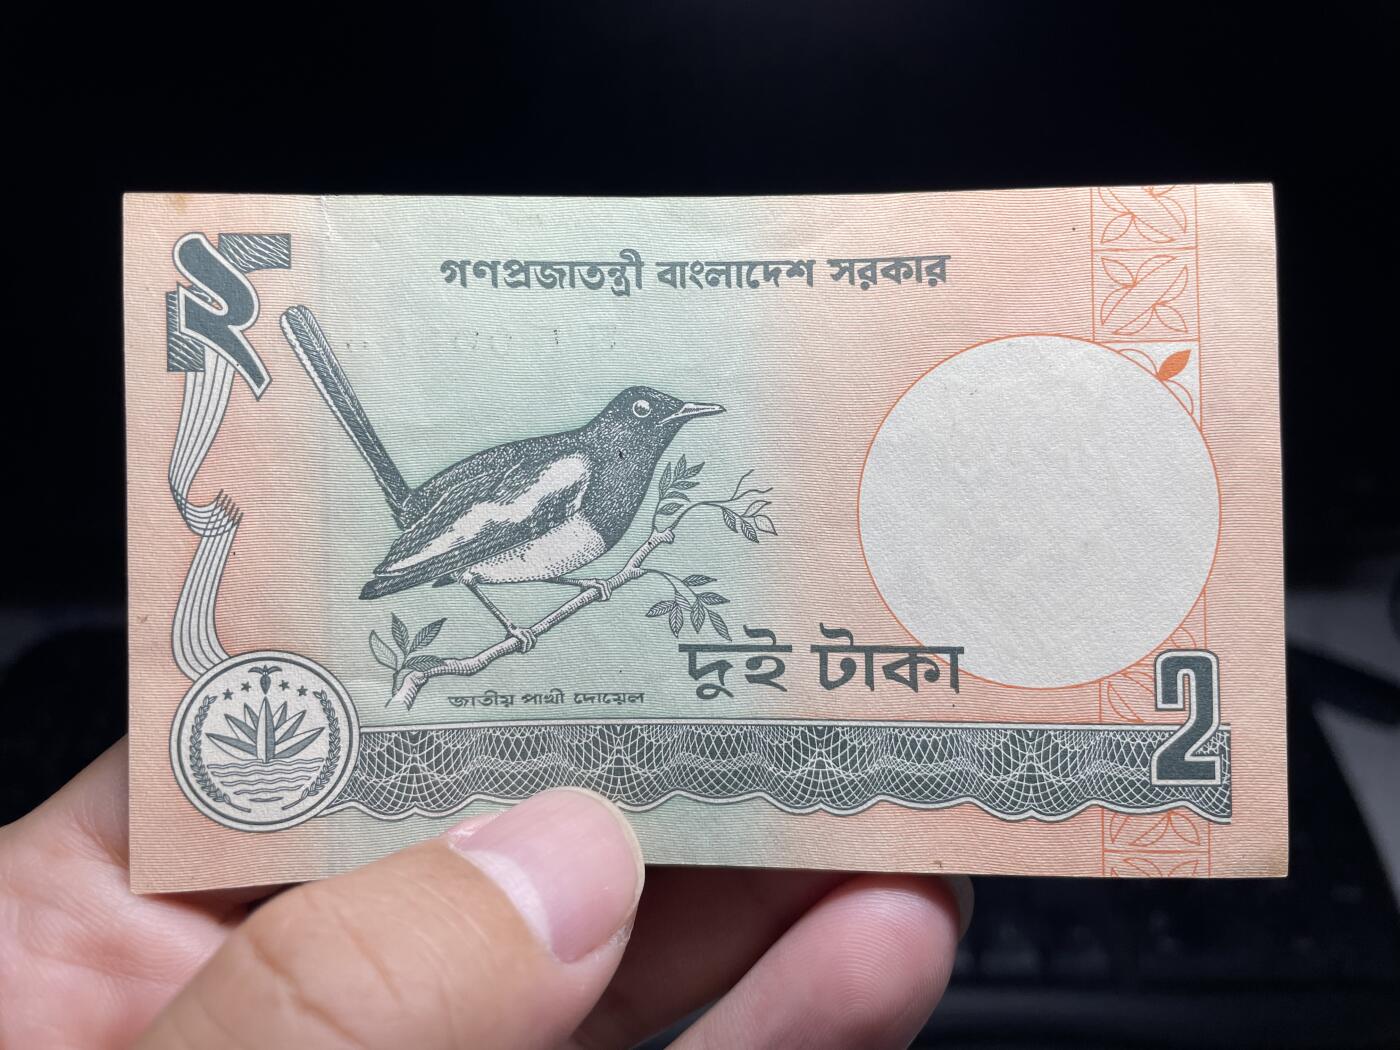 ২
গণপ্রজাতন্ত্রী বাংলাদেশ সরকার
দুই টাকা
জাতীয় পাখী দোয়েল
2